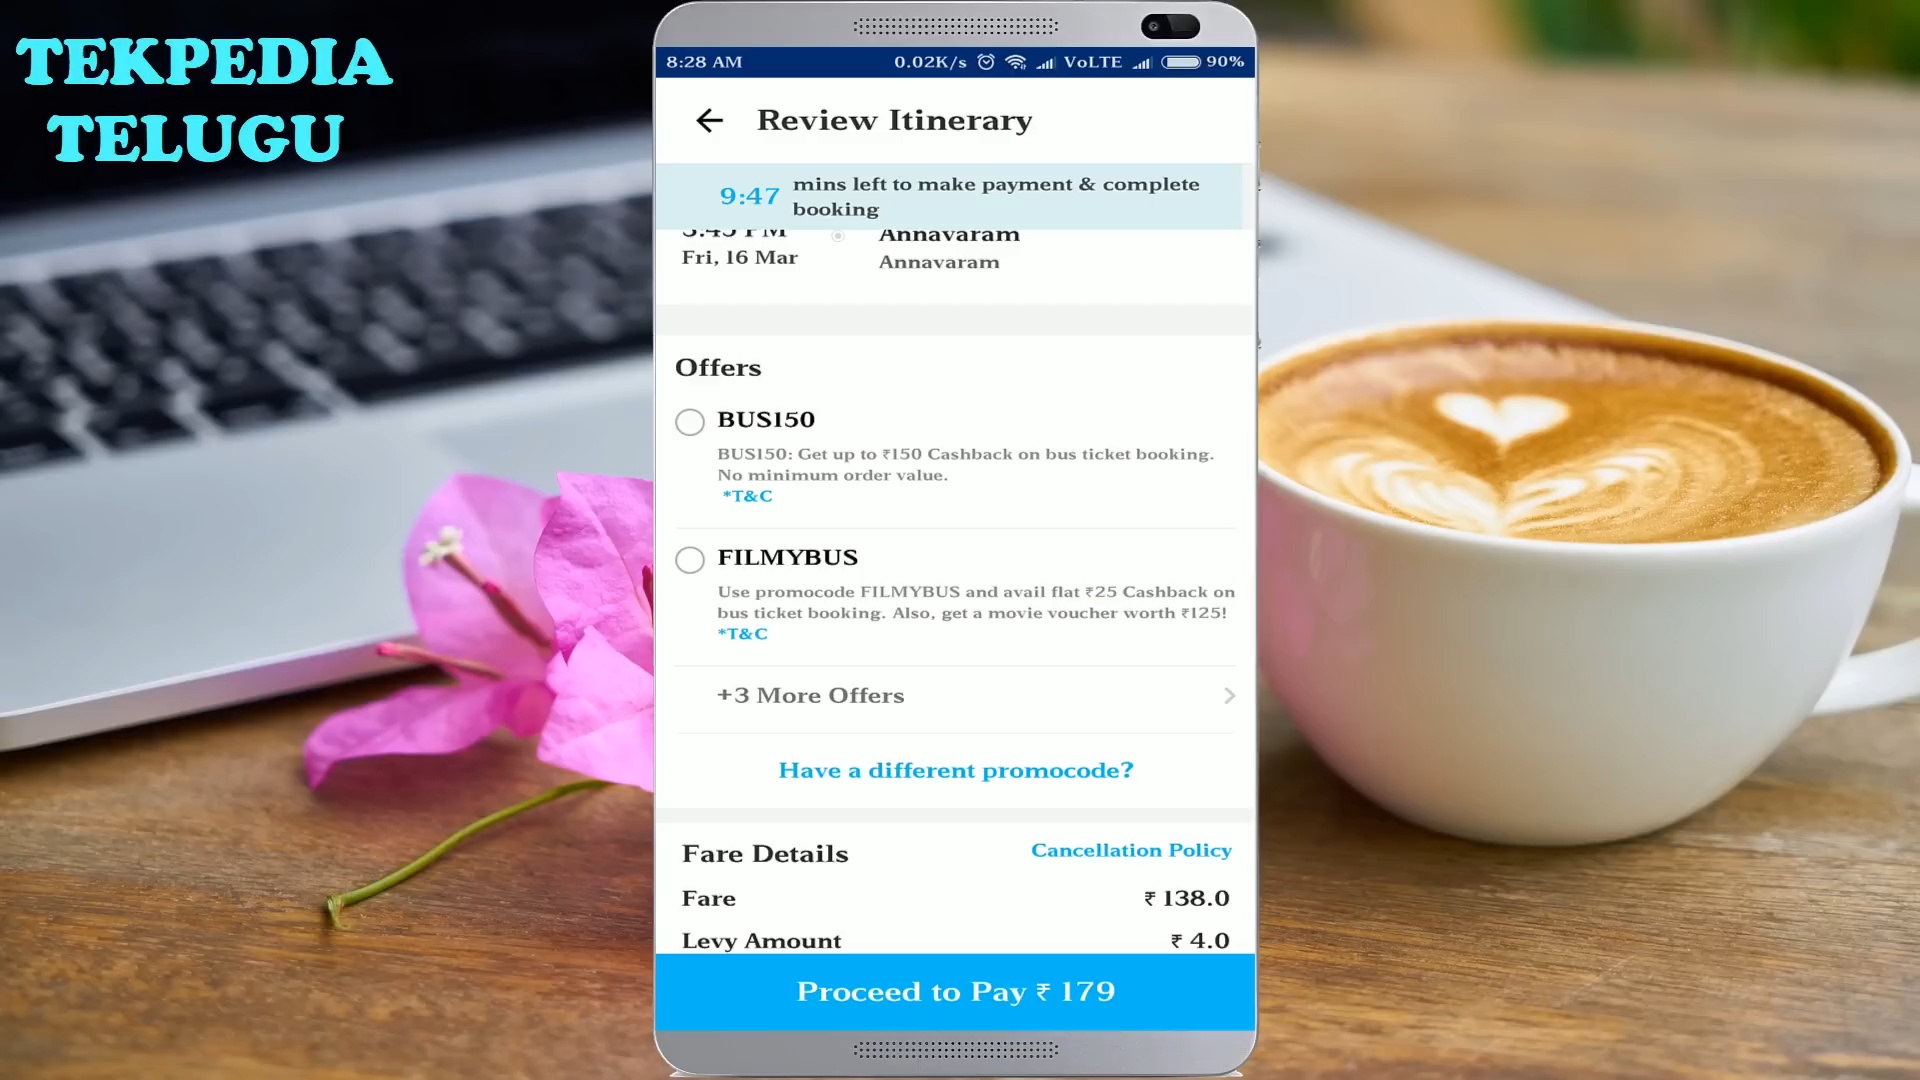 TEKPEDIA
TELUGU
8:28 AM 0.02K/s VoLTE 90%
Review Itinerary
9:47 mins left to make payment & complete
booking
Annavaram
Fri, 16 Mar
Annavaram
Offers
BUS150
BUS150: Get up to ₹150 Cashback on bus ticket booking.
No minimum order value.
*T&C
FILMYBUS
Use promocode FILMYBUS and avail flat ₹25 Cashback on
bus ticket booking. Also, get a movie voucher worth ₹125!
*T&C
+3 More Offers
Have a different promocode?
Fare Details Cancellation Policy
Fare ₹ 138.0
Levy Amount ₹ 4.0
Proceed to Pay ₹ 179